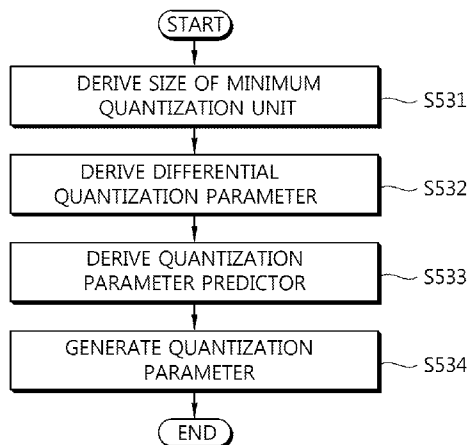 START
DERIVE SIZE OF MINIMUM
QUANTIZATION UNIT
S531
DERIVE DIFFERENTIAL
QUANTIZATION PARAMETER
S532
DERIVE QUANTIZATION
PARAMETER PREDICTOR
S533
GENERATE QUANTIZATION
PARAMETER
S534
END